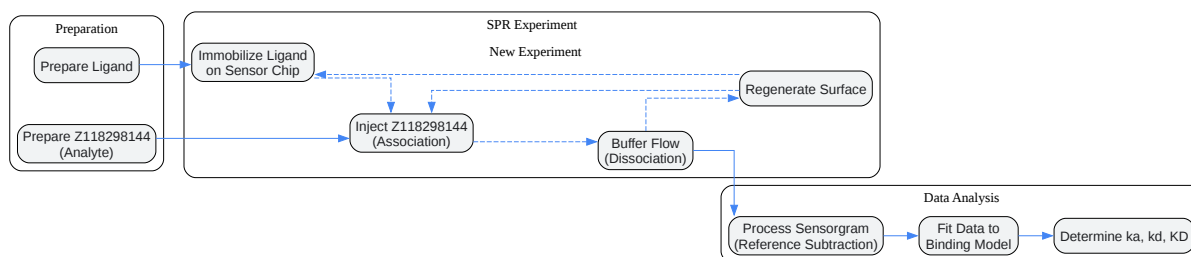 Preparation
Prepare Ligand
Prepare Z118298144
(Analyte)
SPR Experiment
New Experiment
Immobilize Ligand
on Sensor Chip
Regenerate Surface
Inject Z118298144
(Association)
Buffer Flow
(Dissociation)
Data Analysis
Process Sensorgram
(Reference Subtraction)
Fit Data to
Binding Model
Determine ka, kd, KD